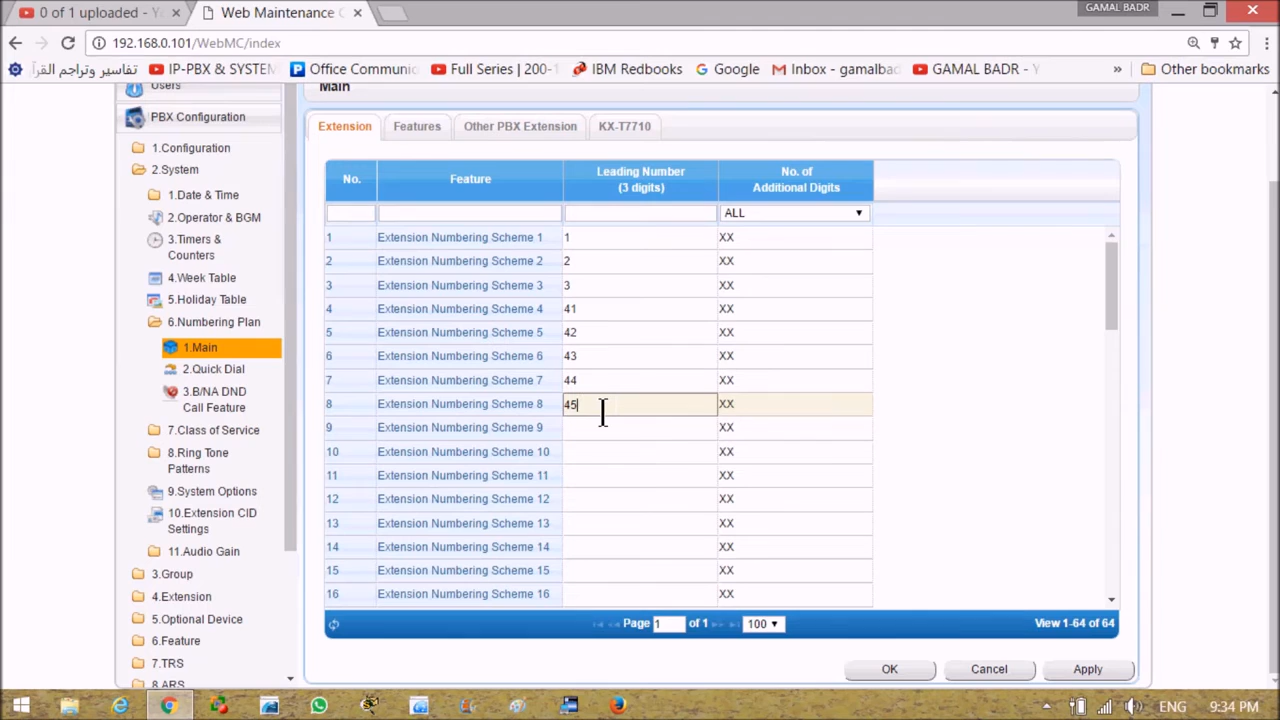 0 of 1 uploaded - Y
Web Maintenance C
GAMAL BADR
192.168.0.101/WebMC/index
تفاسير وتراجم القرآ
IP-PBX & SYSTEM
Office Communic
Full Series | 200-1
IBM Redbooks
Google
Inbox - gamalbad
GAMAL BADR - Y
»
Other bookmarks
Users
PBX Configuration
1.Configuration
2.System
1.Date & Time
2.Operator & BGM
3.Timers &
Counters
4.Week Table
5.Holiday Table
6.Numbering Plan
1.Main
2.Quick Dial
3.B/NA DND
Call Feature
7.Class of Service
8.Ring Tone
Patterns
9.System Options
10.Extension CID
Settings
11.Audio Gain
3.Group
4.Extension
5.Optional Device
6.Feature
7.TRS
8.ARS
Main
Extension Features Other PBX Extension KX-T7710
No. Feature Leading Number (3 digits) No. of Additional Digits
ALL
1 Extension Numbering Scheme 1 1 XX
2 Extension Numbering Scheme 2 2 XX
3 Extension Numbering Scheme 3 3 XX
4 Extension Numbering Scheme 4 41 XX
5 Extension Numbering Scheme 5 42 XX
6 Extension Numbering Scheme 6 43 XX
7 Extension Numbering Scheme 7 44 XX
8 Extension Numbering Scheme 8 45 XX
9 Extension Numbering Scheme 9 XX
10 Extension Numbering Scheme 10 XX
11 Extension Numbering Scheme 11 XX
12 Extension Numbering Scheme 12 XX
13 Extension Numbering Scheme 13 XX
14 Extension Numbering Scheme 14 XX
15 Extension Numbering Scheme 15 XX
16 Extension Numbering Scheme 16 XX
Page 1 of 1 100 View 1-64 of 64
OK Cancel Apply
ENG 9:34 PM